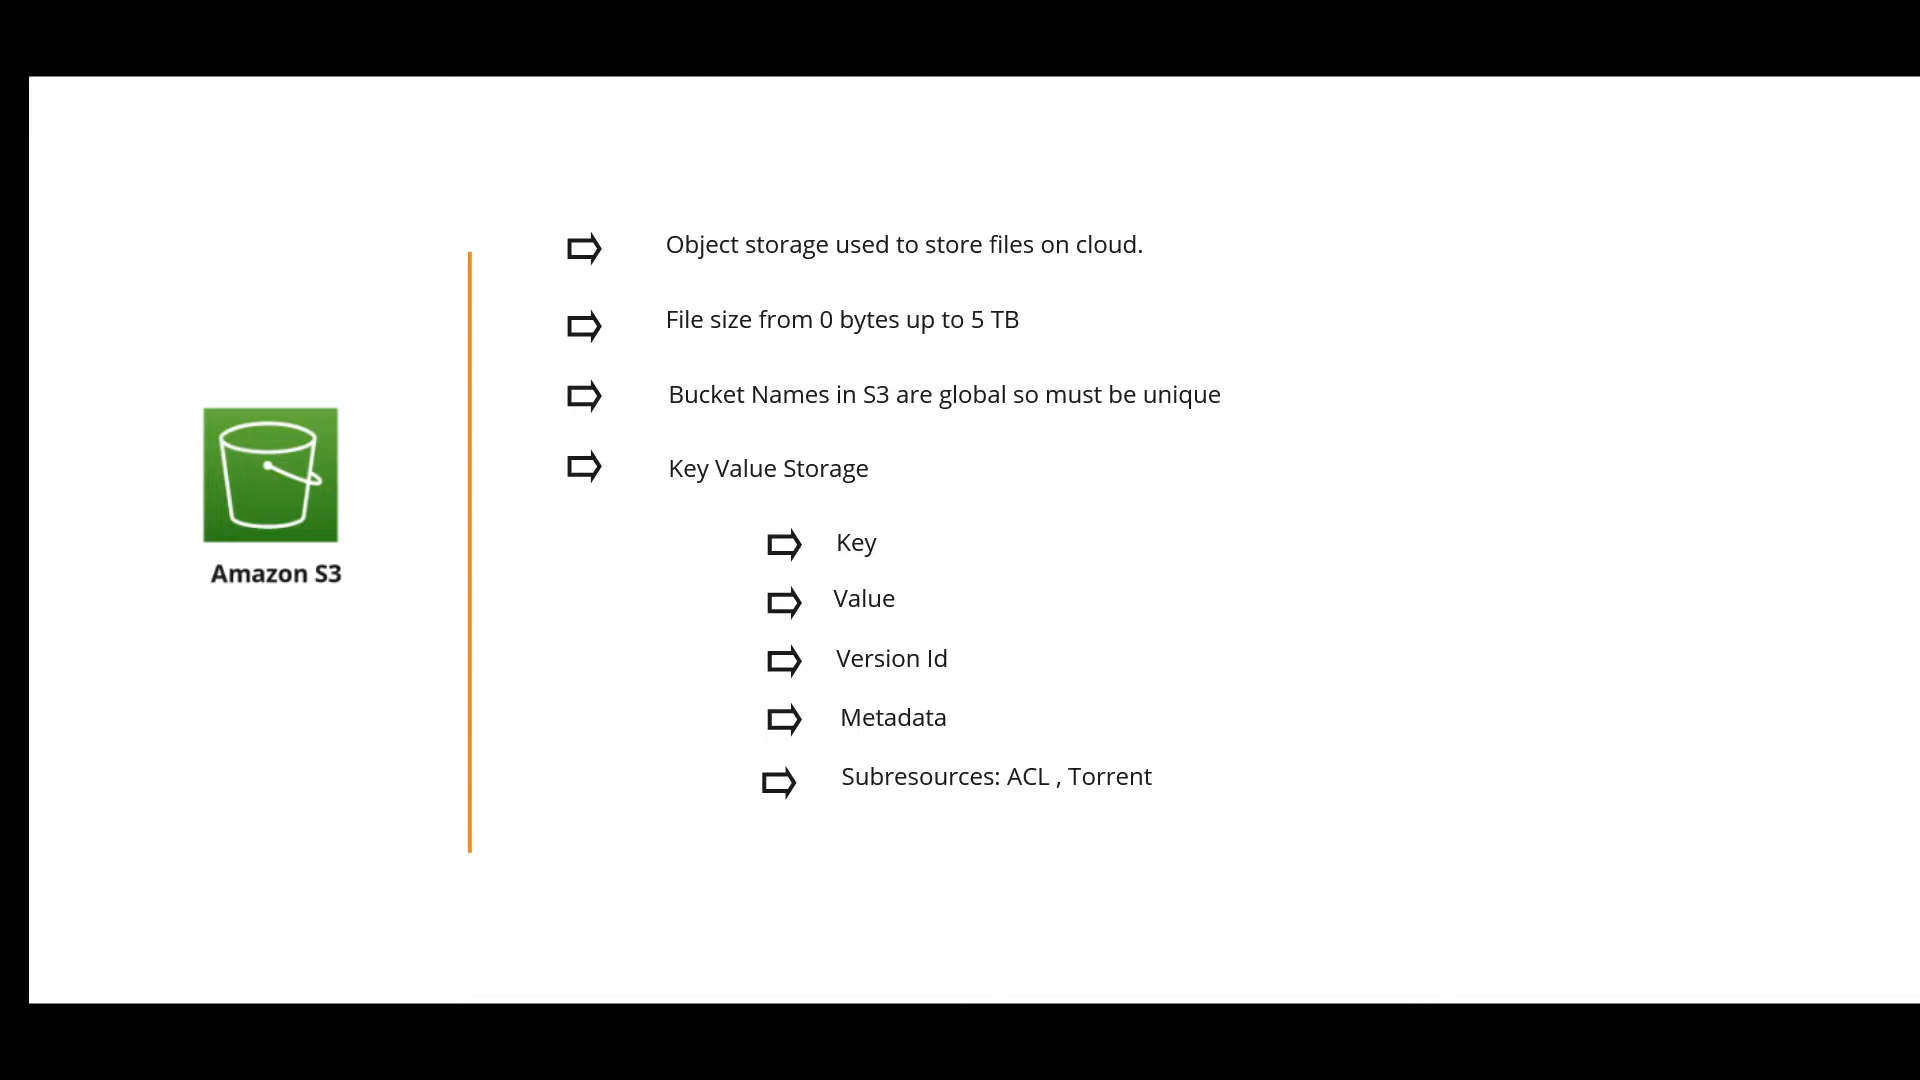 Amazon S3
Object storage used to store files on cloud.
File size from 0 bytes up to 5 TB
Bucket Names in S3 are global so must be unique
Key Value Storage
Key
Value
Version Id
Metadata
Subresources: ACL , Torrent